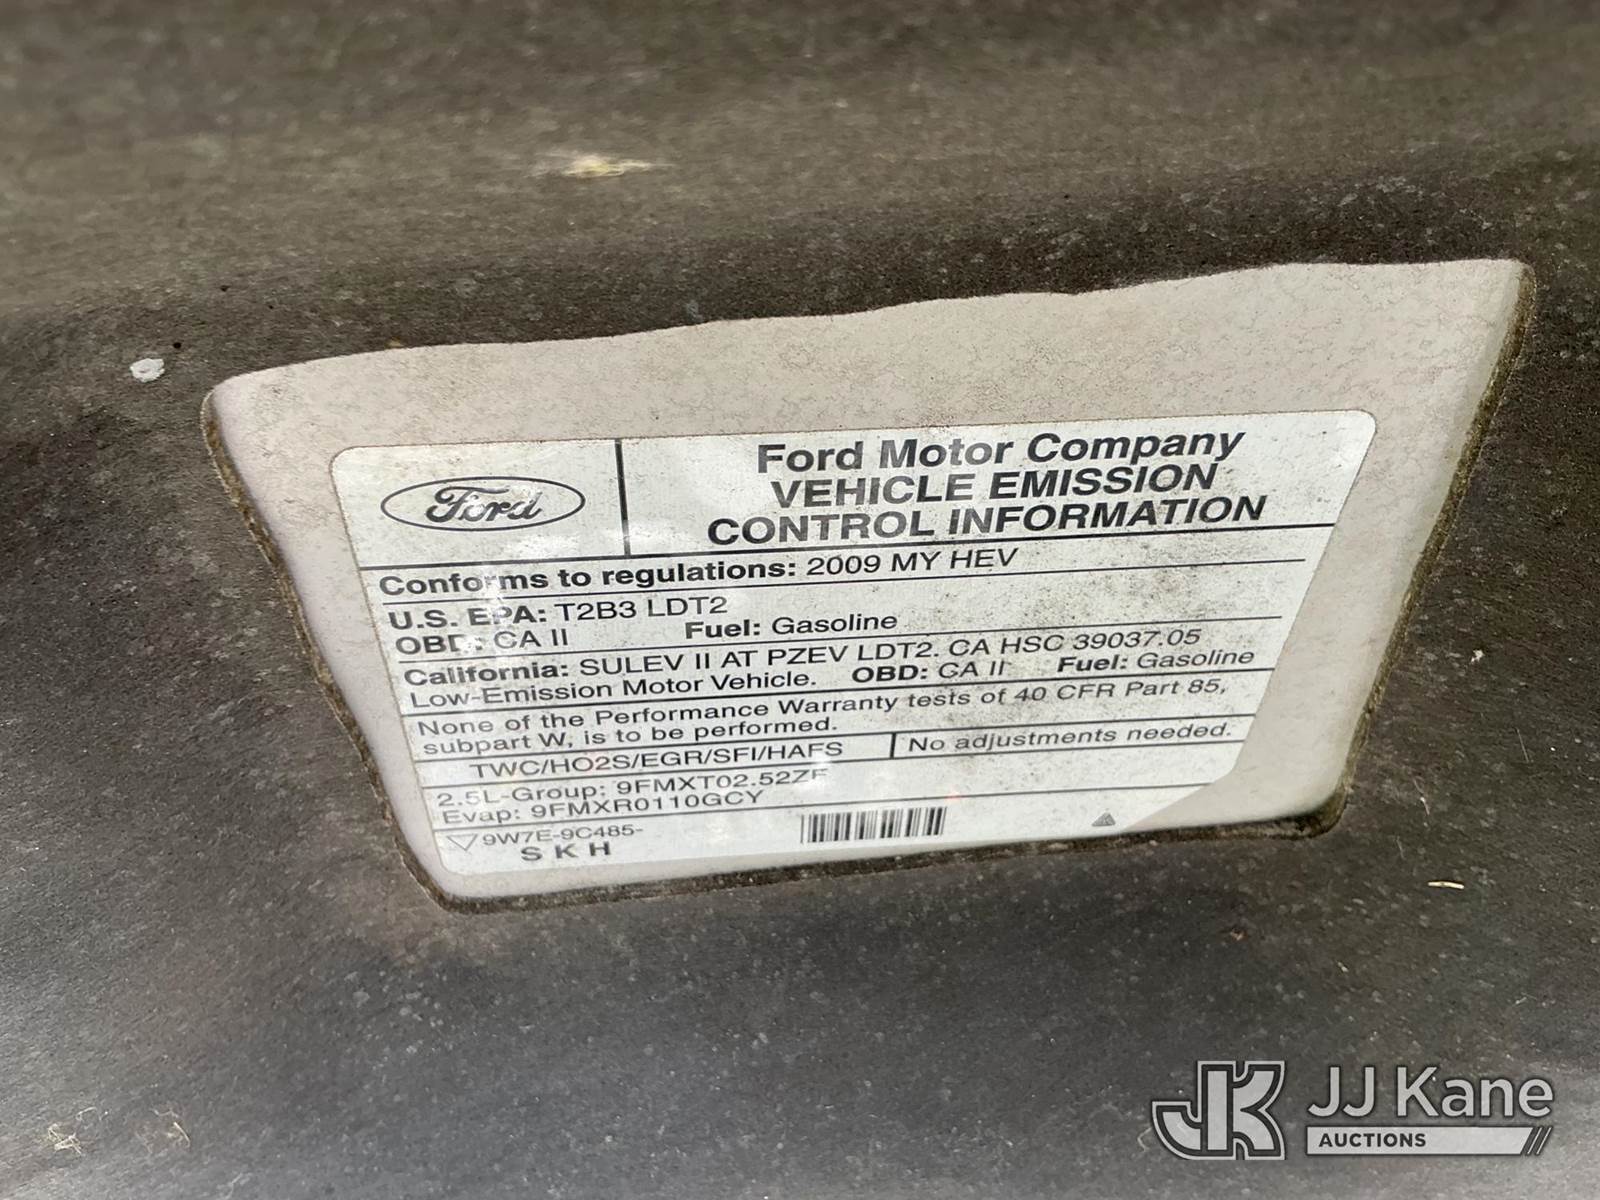 Ford
Ford Motor Company
VEHICLE EMISSION
CONTROL INFORMATION
Conforms to regulations: 2009 MY HEV
U.S. EPA: T2B3 LDT2
OBD: CA II Fuel: Gasoline
California: SULEV II AT PZEV LDT2. CA HSC 39037.05
Low-Emission Motor Vehicle. OBD: CA II Fuel: Gasoline
None of the Performance Warranty tests of 40 CFR Part 85,
subpart W, is to be performed.
TWC/HO2S/EGR/SFI/HAFS No adjustments needed.
2.5L-Group: 9FMXT02.52ZF
Evap: 9FMXR0110GCY
9W7E-9C485-
S K H
JK JJ Kane
AUCTIONS